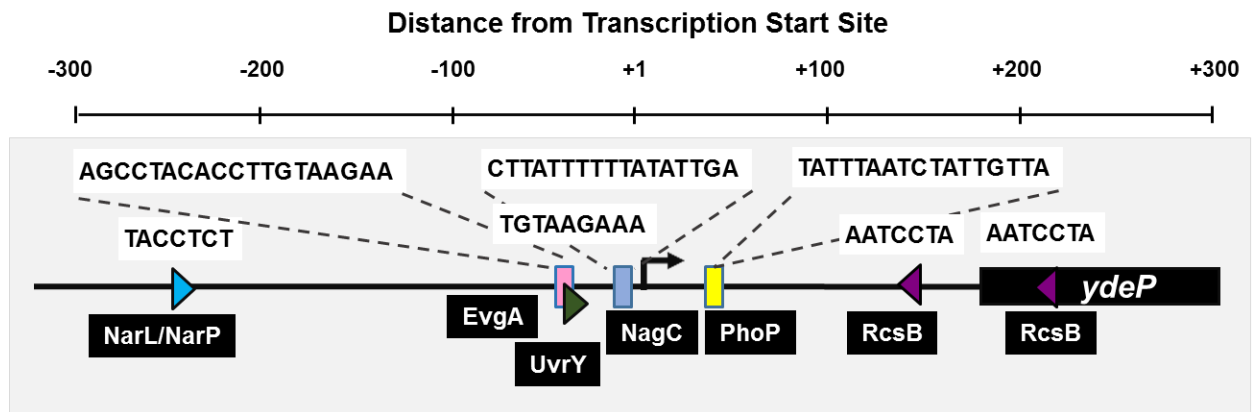 Distance from Transcription Start Site
-300 -200 -100 +1 +100 +200 +300
AGCCTACACCTTGTAAGAA CTTATTTTTTATATTGA TATTTAATCTATTGTTA
TGTAAGAAA
TACCTCT AATCCTA AATCCTA
ydeP
EvgA
NarL/NarP NagC PhoP RcsB RcsB
UvrY